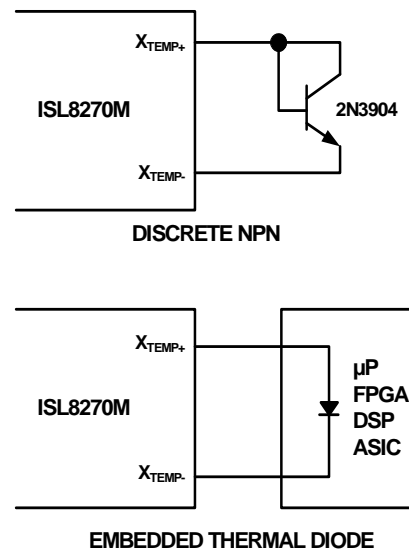 XTEMP+
ISL8270M
2N3904
XTEMP-
DISCRETE NPN
XTEMP+
µP
FPGA
ISL8270M
DSP
ASIC
XTEMP-
EMBEDDED THERMAL DIODE